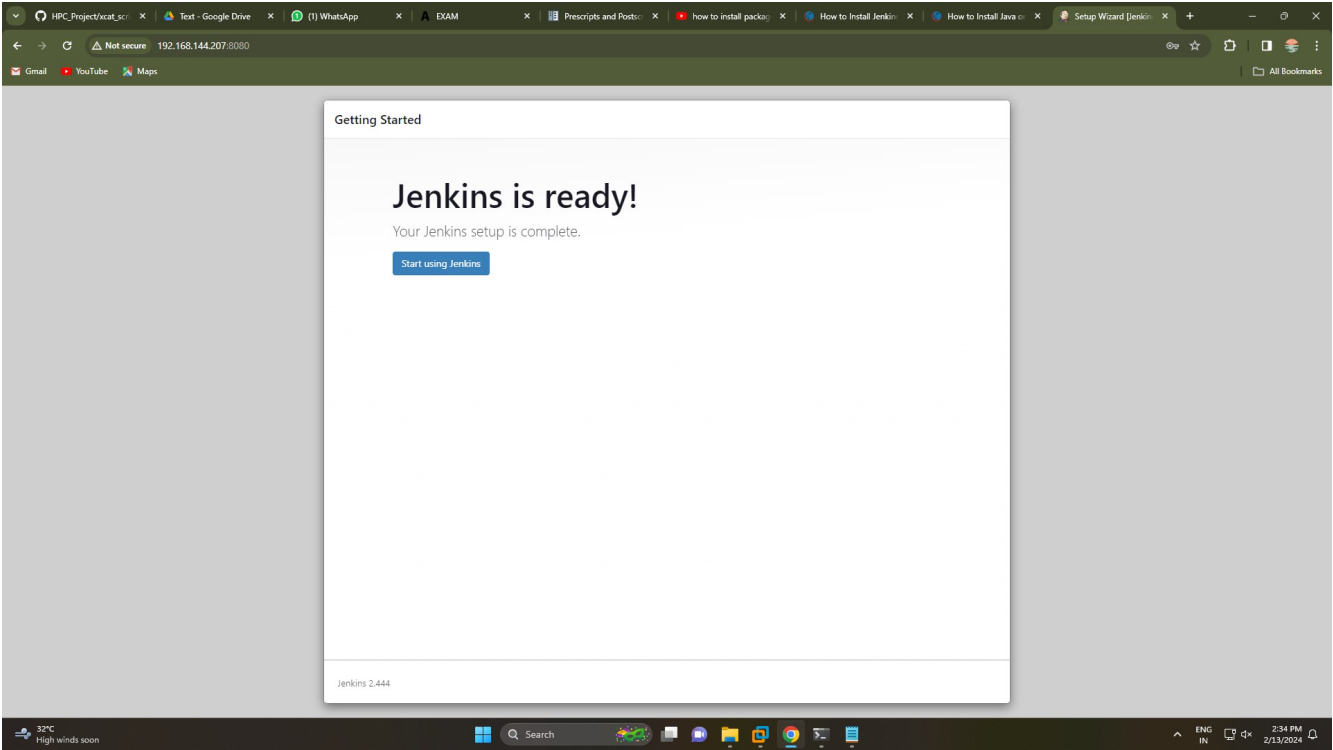 HPC_Project/xcat_scri
Text - Google Drive
(1) WhatsApp
EXAM
Prescripts and Postsc
how to install packag
How to Install Jenkin
How to Install Java o
Setup Wizard [Jenkin
Not secure 192.168.144.207:8080
Gmail YouTube Maps All Bookmarks
Getting Started
Jenkins is ready!
Your Jenkins setup is complete.
Start using Jenkins
Jenkins 2.444
32°C
High winds soon
Search
ENG
IN
2:34 PM
2/13/2024